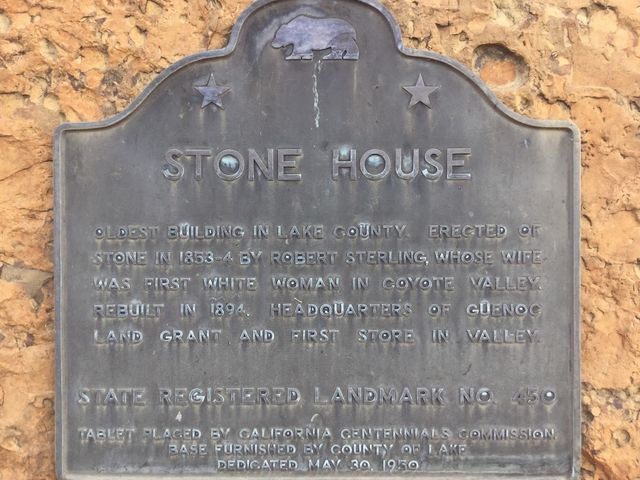 STONE HOUSE
OLDEST BUILDING IN LAKE COUNTY. ERECTED OF
STONE IN 1853-4 BY ROBERT STERLING, WHOSE WIFE
WAS FIRST WHITE WOMAN IN COYOTE VALLEY.
REBUILT IN 1894. HEADQUARTERS OF GUENOC
LAND GRANT AND FIRST STORE IN VALLEY.
STATE REGISTERED LANDMARK NO. 450
TABLET PLACED BY CALIFORNIA CENTENNIALS COMMISSION.
BASE FURNISHED BY COUNTY OF LAKE
DEDICATED MAY 30, 1950